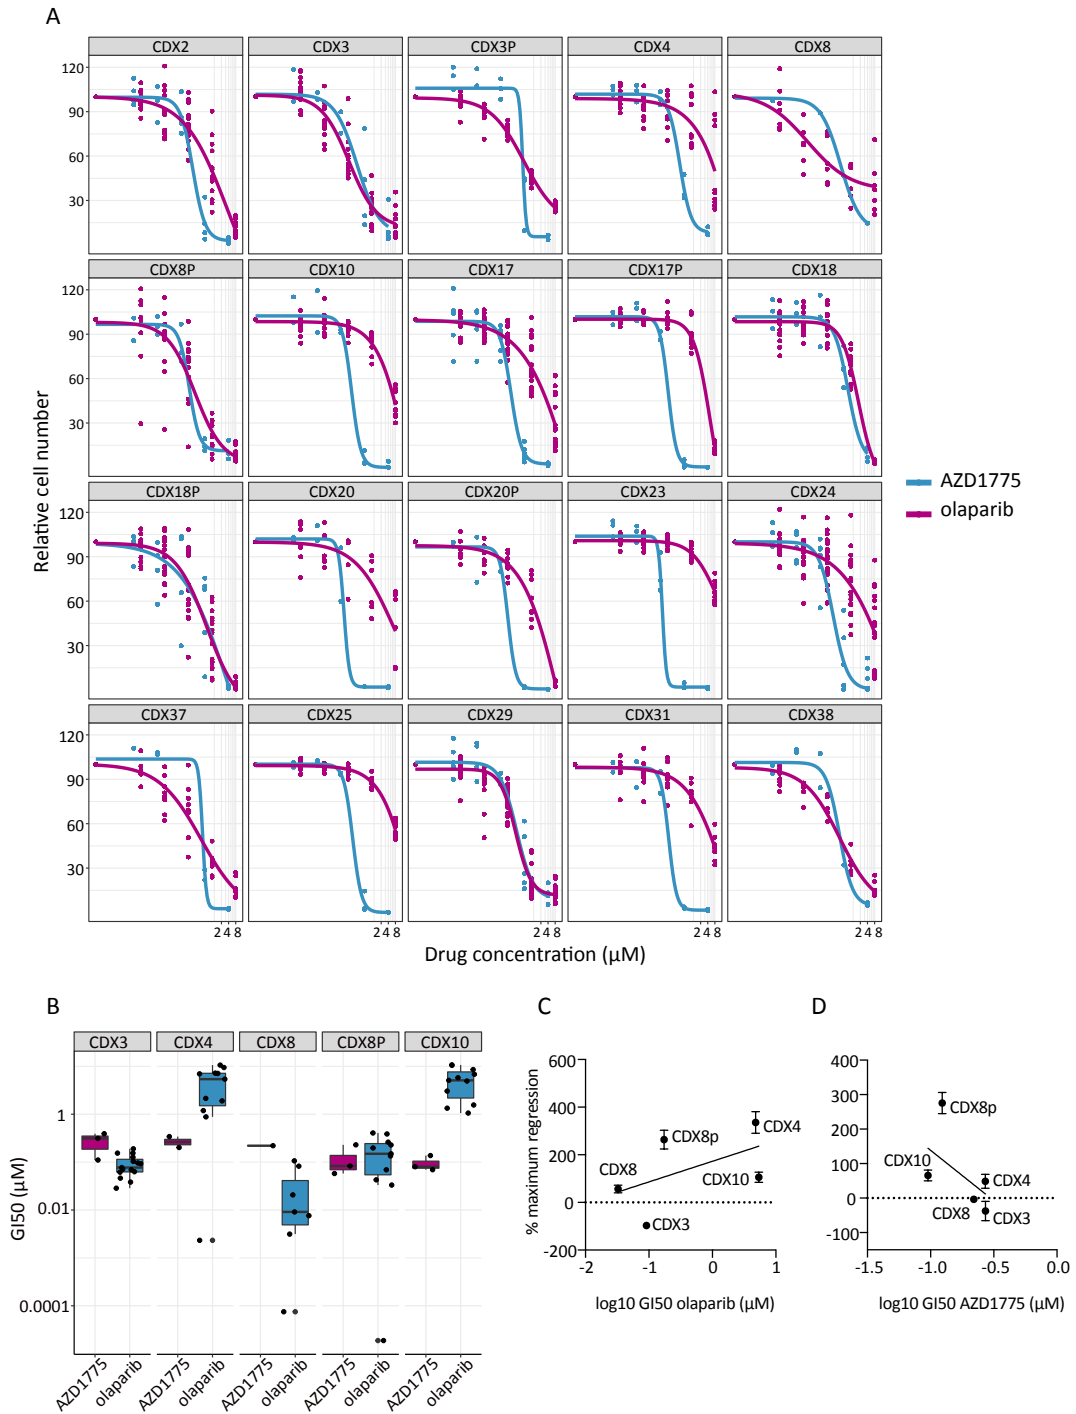 A
CDX2 CDX3 CDX3P CDX4 CDX8
120
90
60
30
CDX8P CDX10 CDX17 CDX17P CDX18
120
90
60
30
CDX18P CDX20 CDX20P CDX23 CDX24
120
90
60
30
CDX37 CDX25 CDX29 CDX31 CDX38
120
90
60
30
2 4 8 2 4 8 2 4 8 2 4 8 2 4 8
Relative cell number
Drug concentration (µM)
AZD1775
olaparib
B
CDX3 CDX4 CDX8 CDX8P CDX10
1
0.01
0.0001
GI50 (µM)
AZD1775 olaparib AZD1775 olaparib AZD1775 olaparib AZD1775 olaparib AZD1775 olaparib
C
600
400
200
0
-200
% maximum regression
CDX8p
CDX4
CDX8
CDX10
CDX3
-2 -1 0 1
log10 GI50 olaparib (µM)
D
400
300
200
100
0
-100
CDX8p
CDX10
CDX4
CDX8
CDX3
-1.0 -0.5 0.0
log10 GI50 AZD1775 (µM)